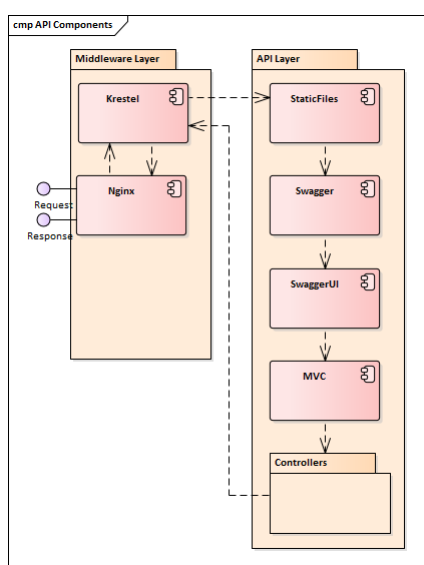 cmp API Components
Middleware Layer
API Layer
Krestel
StaticFiles
Nginx
Swagger
Request
Response
SwaggerUI
MVC
Controllers